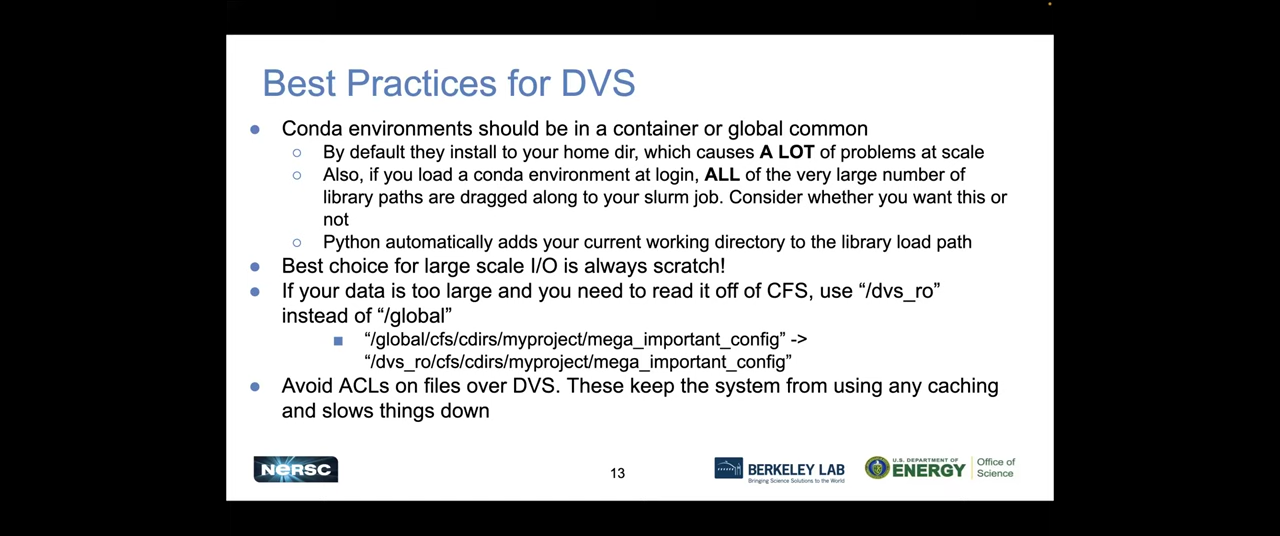 Best Practices for DVS
● Conda environments should be in a container or global common
○ By default they install to your home dir, which causes A LOT of problems at scale
○ Also, if you load a conda environment at login, ALL of the very large number of
library paths are dragged along to your slurm job. Consider whether you want this or
not
○ Python automatically adds your current working directory to the library load path
● Best choice for large scale I/O is always scratch!
● If your data is too large and you need to read it off of CFS, use “/dvs_ro”
instead of “/global”
■ “/global/cfs/cdirs/myproject/mega_important_config” ->
“/dvs_ro/cfs/cdirs/myproject/mega_important_config”
● Avoid ACLs on files over DVS. These keep the system from using any caching
and slows things down
NERSC
13
BERKELEY LAB
Bringing Science Solutions to the World
U.S. DEPARTMENT OF
ENERGY
Office of
Science